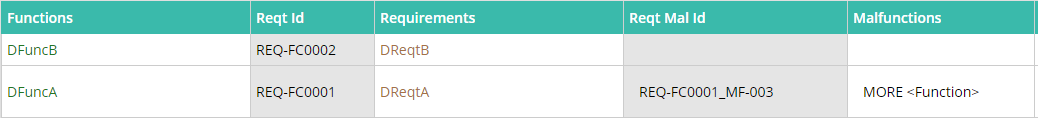 Functions Reqt Id Requirements Reqt Mal Id Malfunctions
DFuncB REQ-FC0002 DReqtB
DFuncA REQ-FC0001 DReqtA REQ-FC0001_MF-003 MORE <Function>